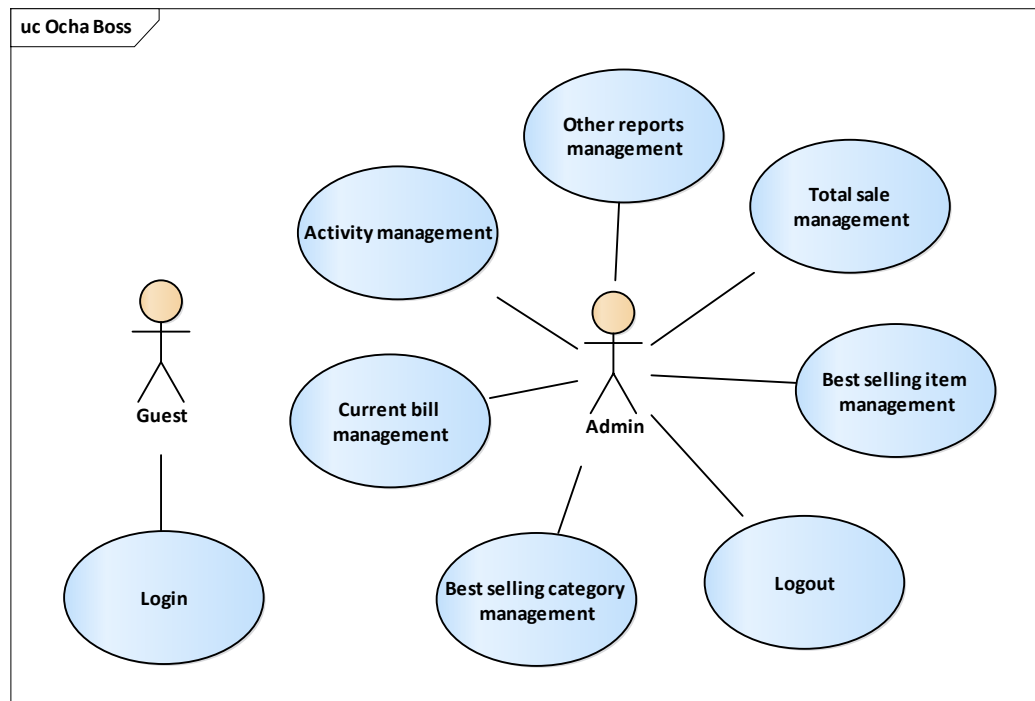 uc Ocha Boss
Other reports
management
Total sale
management
Activity management
Best selling item
management
Guest
Current bill
management
Admin
Login
Best selling category
management
Logout